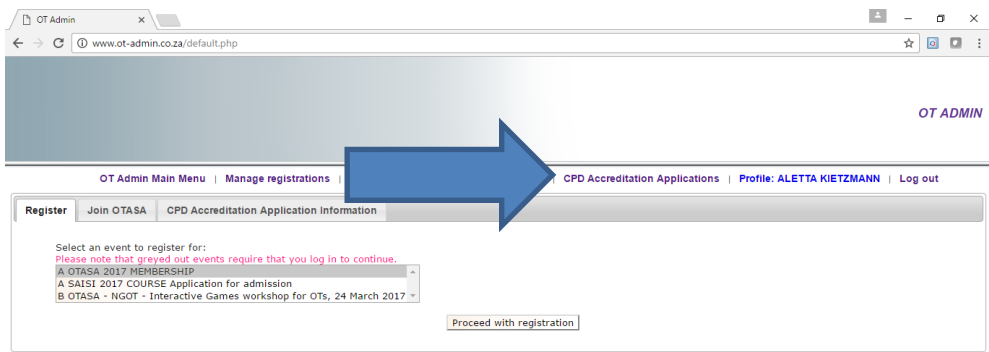 OT Admin
www.ot-admin.co.za/default.php
OT ADMIN
OT Admin Main Menu | Manage registrations | | CPD Accreditation Applications | Profile: ALETTA KIETZMANN | Log out
Register Join OTASA CPD Accreditation Application Information
Select an event to register for:
Please note that greyed out events require that you log in to continue.
A OTASA 2017 MEMBERSHIP
A SAISI 2017 COURSE Application for admission
B OTASA - NGOT - Interactive Games workshop for OTs, 24 March 2017
Proceed with registration